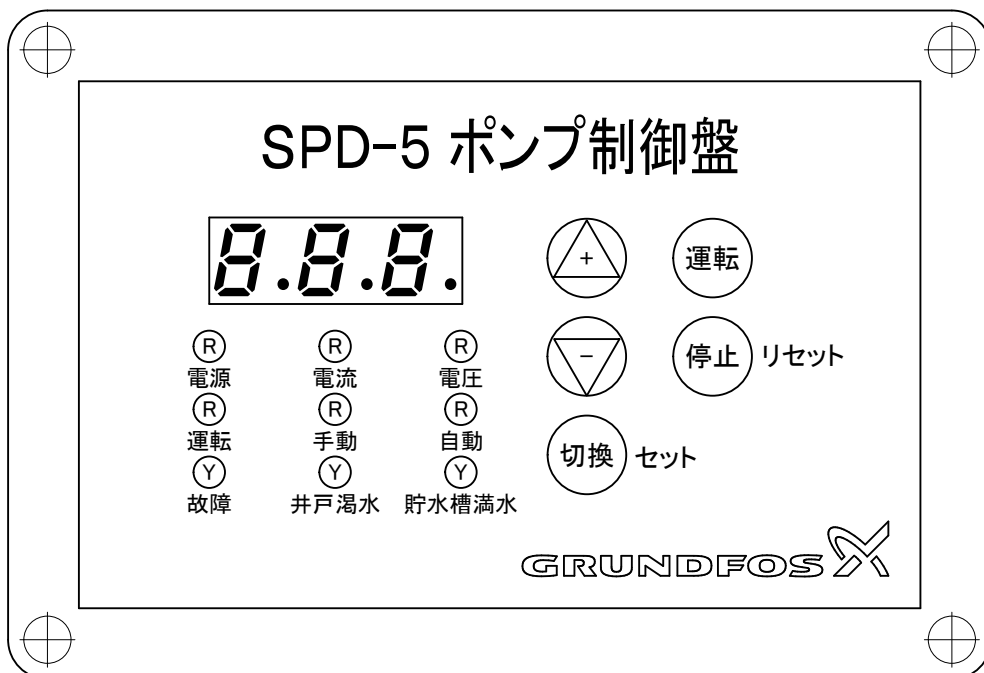 SPD-5 ポンプ制御盤
8.8.8.
+ 運転
R R R
電源 電流 電圧
− 停止 リセット
R R R
運転 手動 自動
切換 セット
Y Y Y
故障 井戸渇水 貯水槽満水
GRUNDFOS